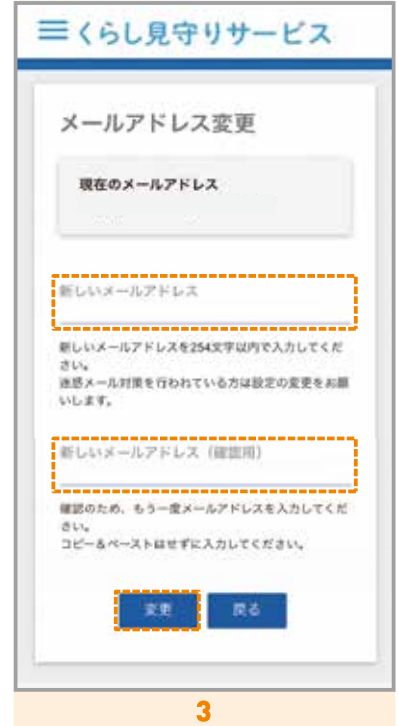 くらし見守りサービス
メールアドレス変更
現在のメールアドレス
新しいメールアドレス
新しいメールアドレスを254文字以内で入力してくだ
さい。
迷惑メール対策を行われている方は設定の変更をお願
いします。
新しいメールアドレス（確認用）
確認のため、もう一度メールアドレスを入力してくだ
さい。
コピー＆ペーストはせずに入力してください。
変更 戻る
3